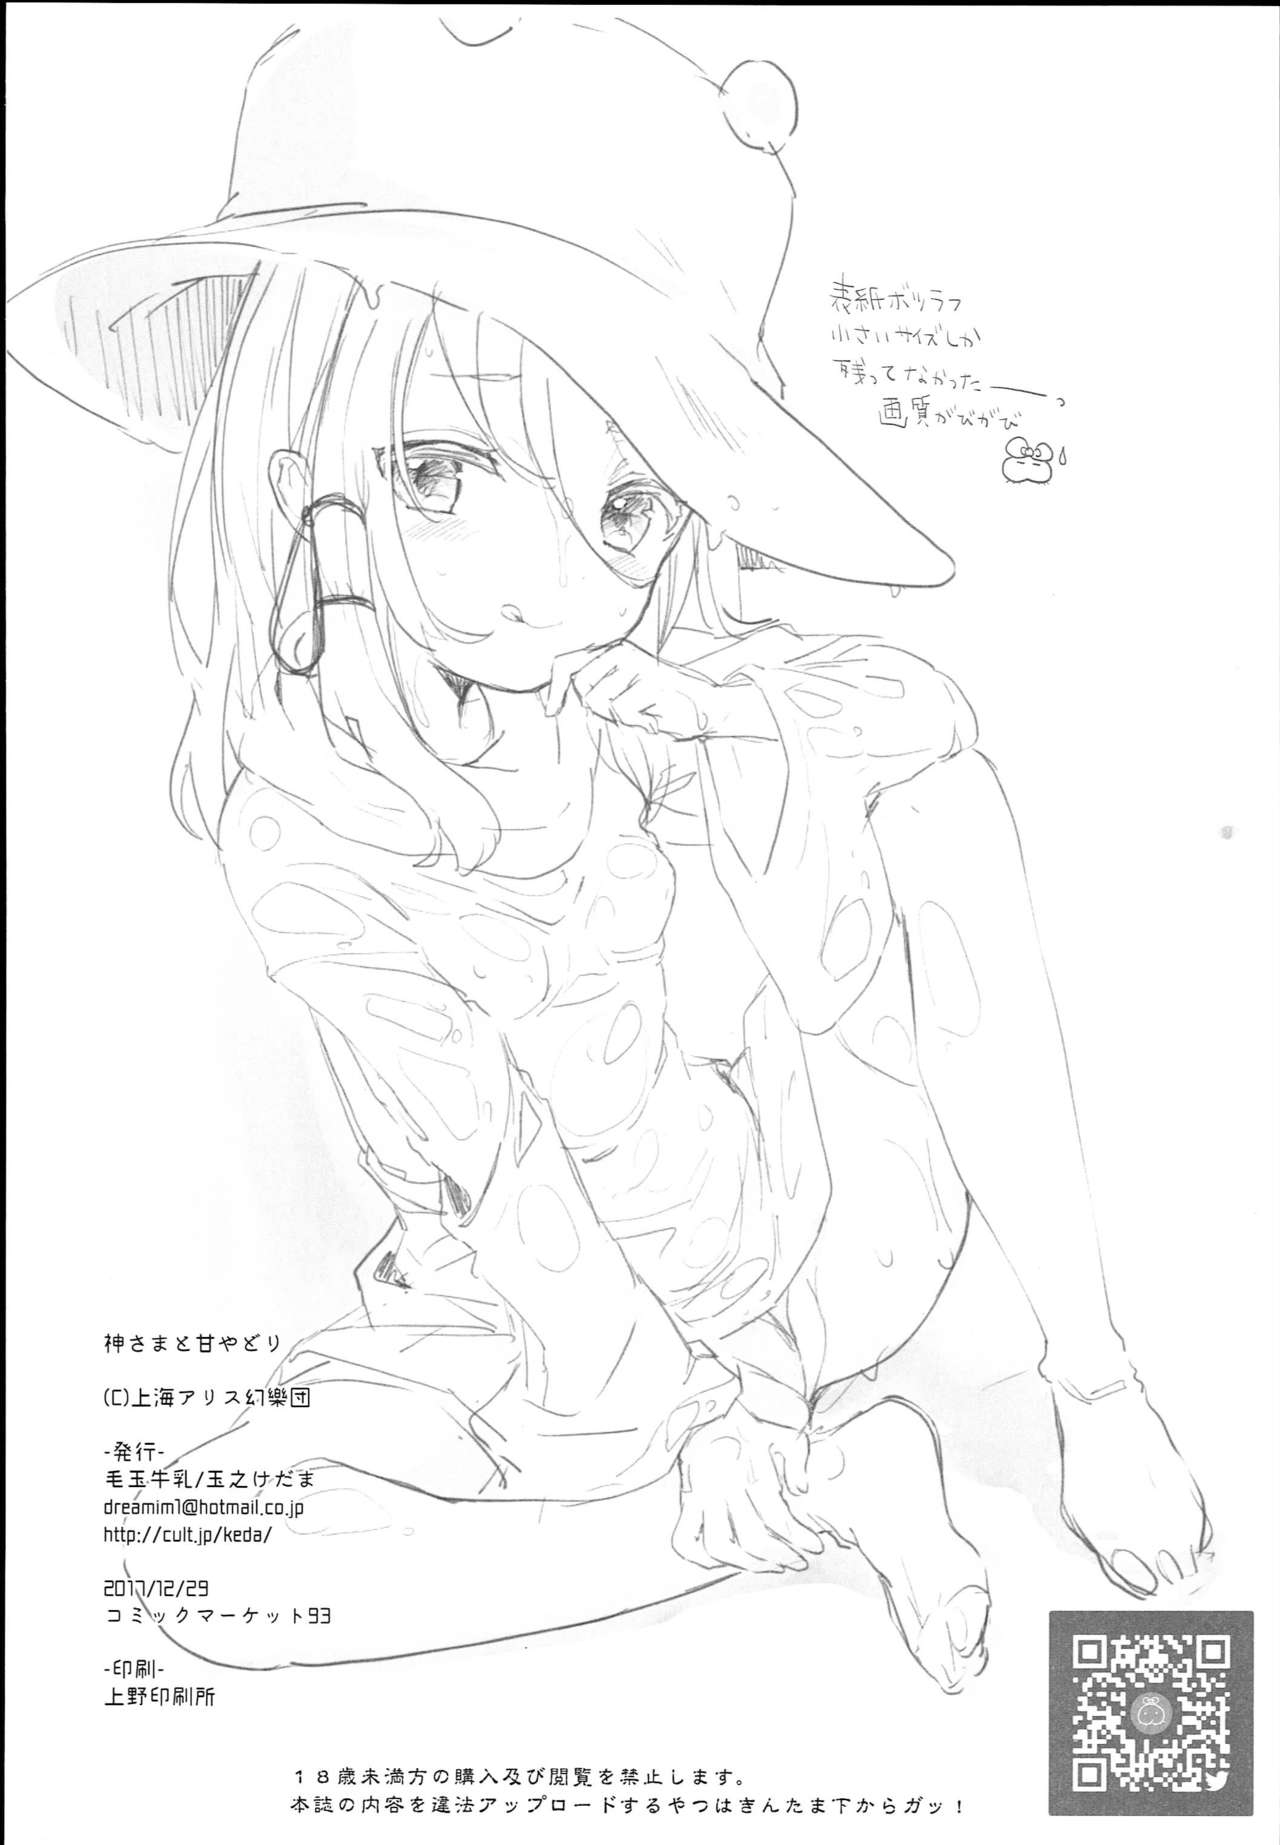 表紙ボツラフ
小さいサイズしか
残ってなかったーっ
画質がびがび
神さまと甘やどり
(C)上海アリス幻樂団
-発行-
毛玉牛乳/玉之けだま
dreamim1@hotmail.co.jp
http://cult.jp/keda/
2017/12/29
コミックマーケット93
-印刷-
上野印刷所
１８歳未満方の購入及び閲覧を禁止します。
本誌の内容を違法アップロードするやつはきんたま下からガッ！